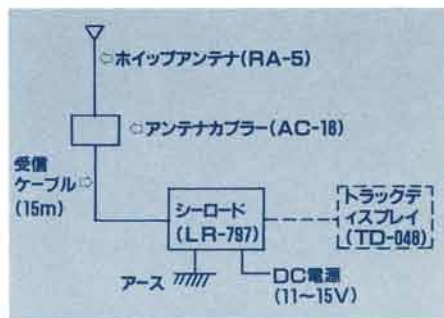 ホイップアンテナ(RA-5)
アンテナカプラー(AC-18)
受信
ケーブル
(15m)
シーロード
(LR-797)
トラックデ
ィスプレイ
(TD-048)
アース
DC電源
(11〜15V)